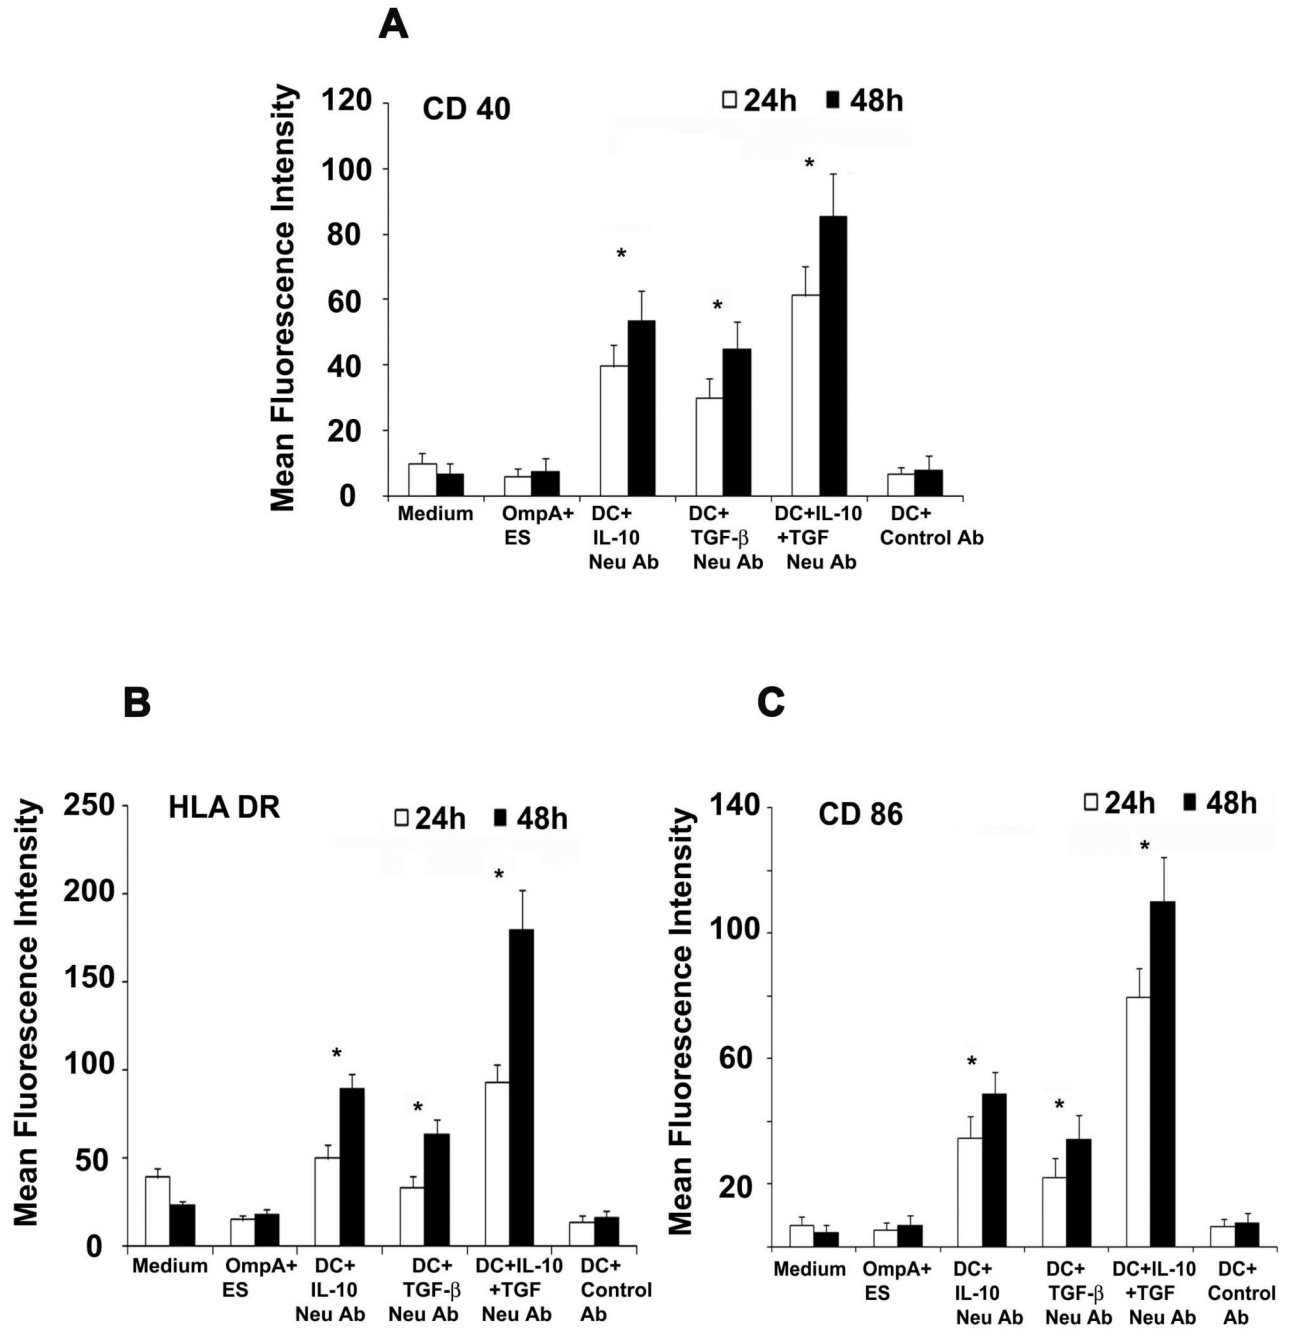 A
CD 40
24h 48h
Mean Fluorescence Intensity
120
100
80
60
40
20
0
*
*
*
Medium OmpA+ DC+ DC+ DC+IL-10 DC+
ES IL-10 TGF-β +TGF Control Ab
Neu Ab Neu Ab Neu Ab
B
HLA DR
24h 48h
Mean Fluorescence Intensity
250
200
150
100
50
0
*
*
*
Medium OmpA+ DC+ DC+ DC+IL-10 DC+
ES IL-10 TGF-β +TGF Control
Neu Ab Neu Ab Neu Ab Ab
C
CD 86
24h 48h
Mean Fluorescence Intensity
140
100
60
20
*
*
*
Medium OmpA+ DC+ DC+ DC+IL-10 DC+
ES IL-10 TGF-β +TGF Control
Neu Ab Neu Ab Neu Ab Ab